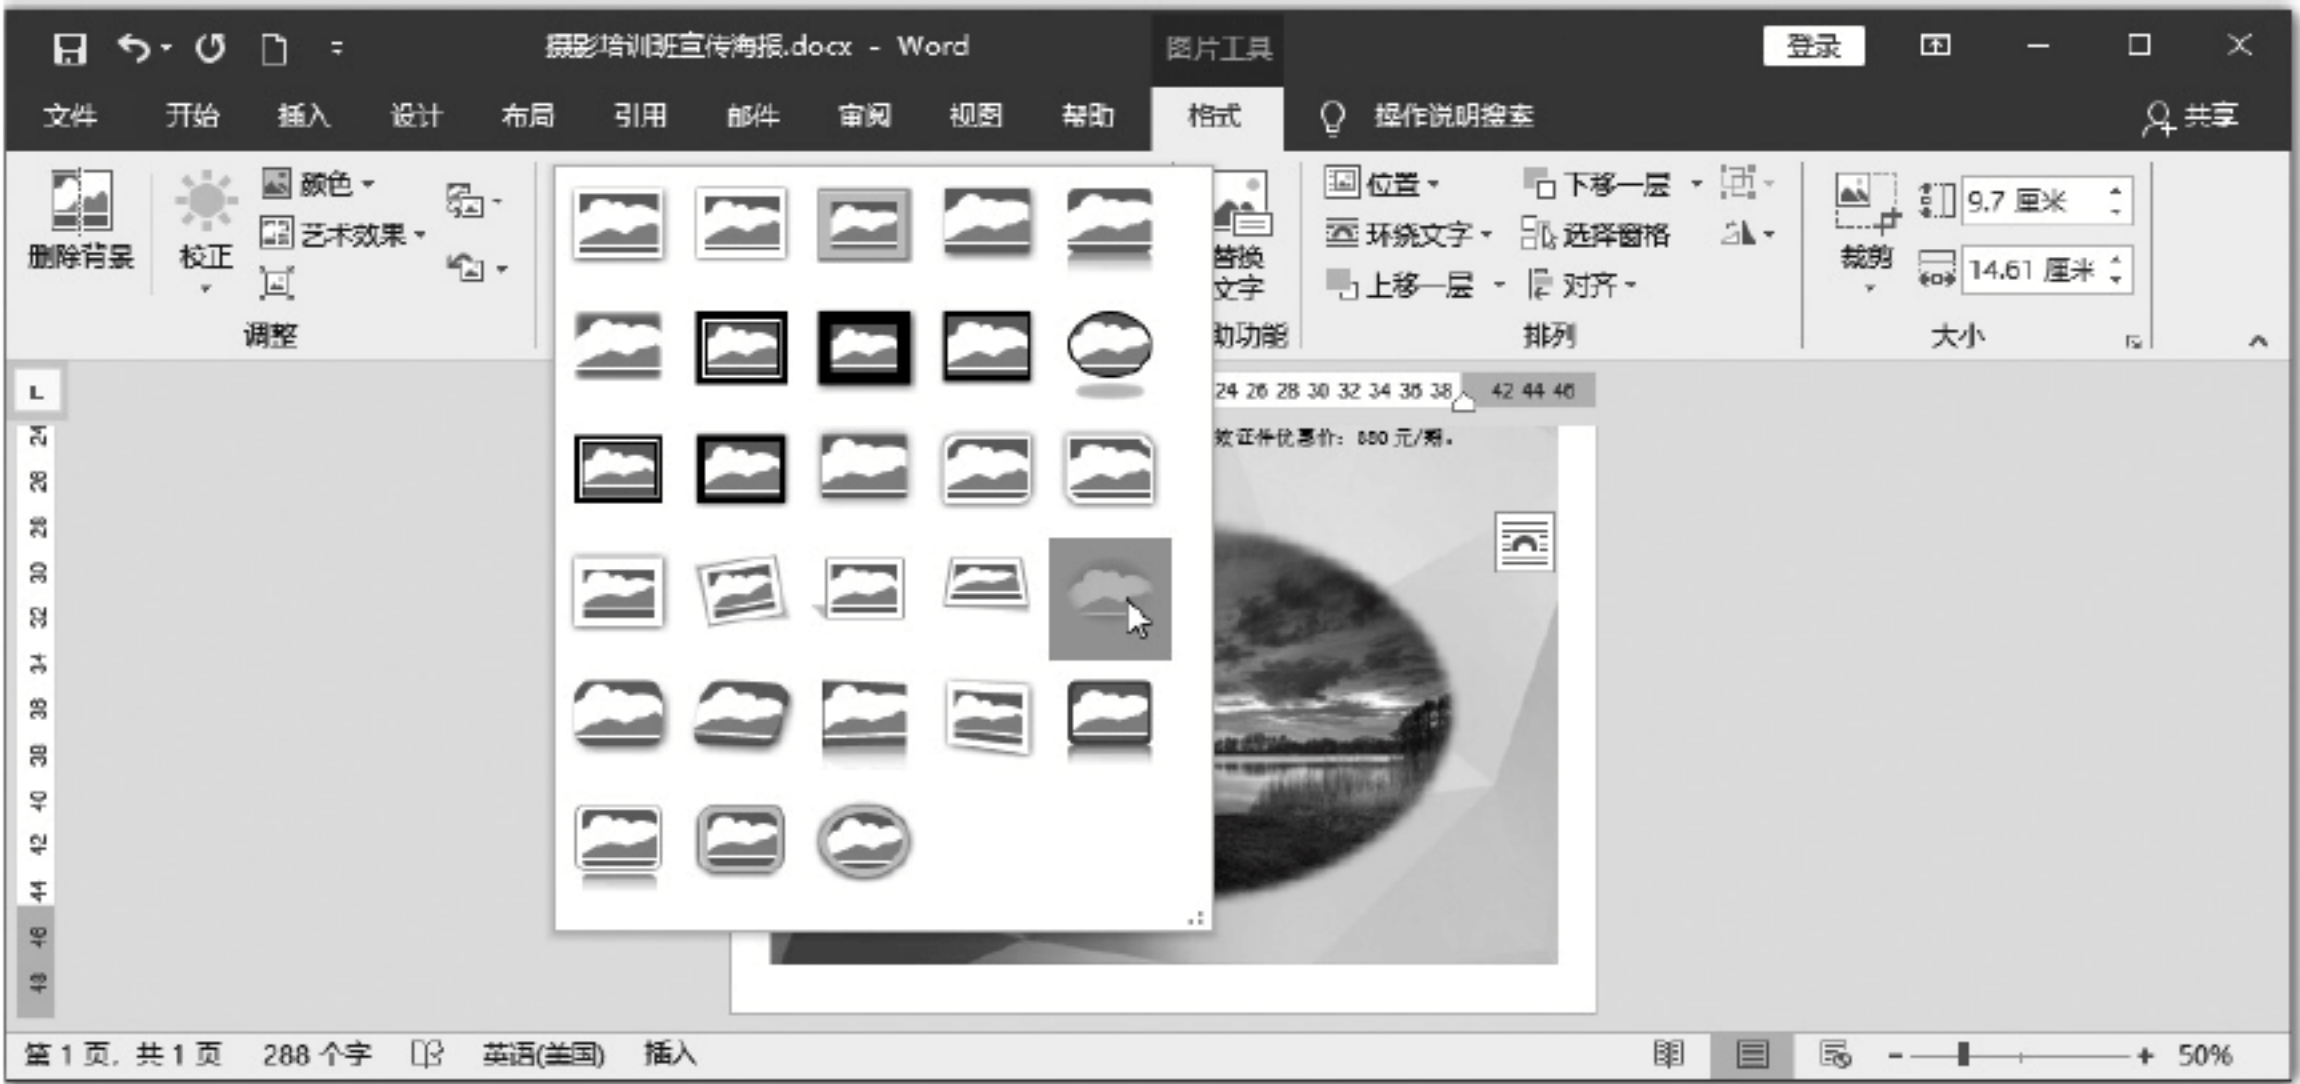 摄影培训班宣传海报.docx - Word
图片工具
登录
文件 开始 插入 设计 布局 引用 邮件 审阅 视图 帮助 格式 操作说明搜索 共享
删除背景
校正
颜色
艺术效果
调整
替换
文字
助功能
位置
环绕文字
上移一层
下移一层
选择窗格
对齐
排列
裁剪
9.7 厘米
14.61 厘米
大小
L
24 26 28 30 32 34 36 38 42 44 46
24 26 28 30 32 34 36 38 40 42 44 46 48
效证件优惠价：880 元/期。
第 1 页，共 1 页 288 个字 英语(美国) 插入 50%